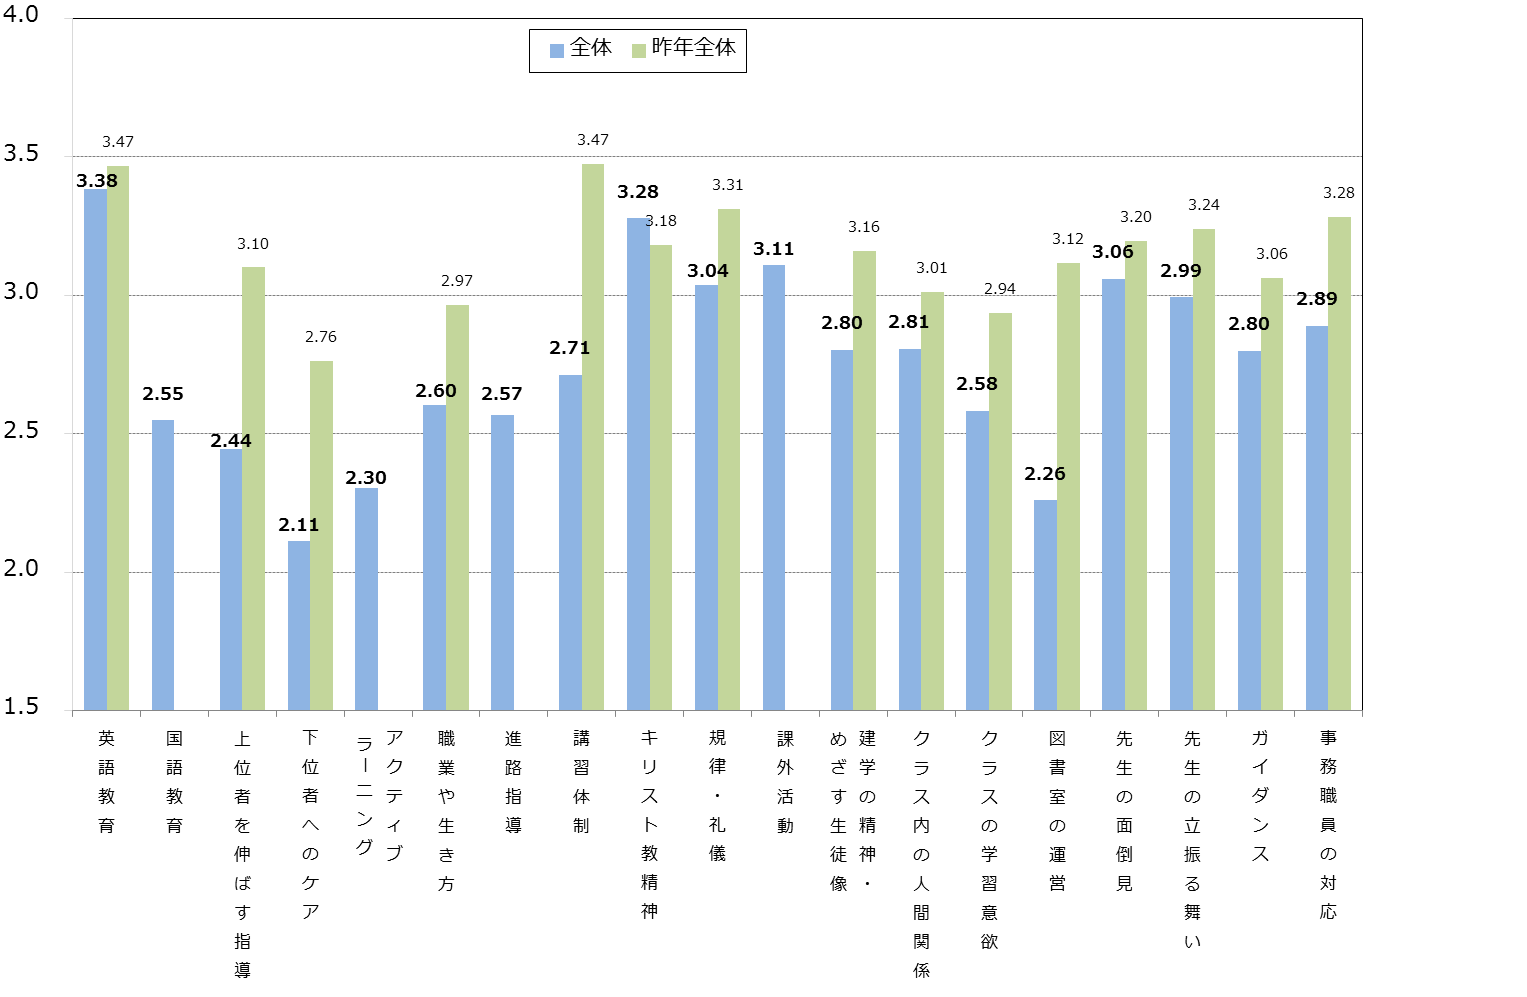 全体 昨年全体
4.0
3.5
3.0
2.5
2.0
1.5
3.38 3.47
2.55
2.44 3.10
2.11 2.76
2.30
2.60 2.97
2.57
2.71 3.47
3.28 3.18
3.04 3.31
3.11
2.80 3.16
2.81 3.01
2.58 2.94
2.26 3.12
3.06 3.20
2.99 3.24
2.80 3.06
2.89 3.28
英語教育
国語教育
上位者を伸ばす指導
下位者へのケア
アクティブ
ラーニング
職業や生き方
進路指導
講習体制
キリスト教精神
規律・礼儀
課外活動
建学の精神・
めざす生徒像
クラス内の人間関係
クラスの学習意欲
図書室の運営
先生の面倒見
先生の立振る舞い
ガイダンス
事務職員の対応